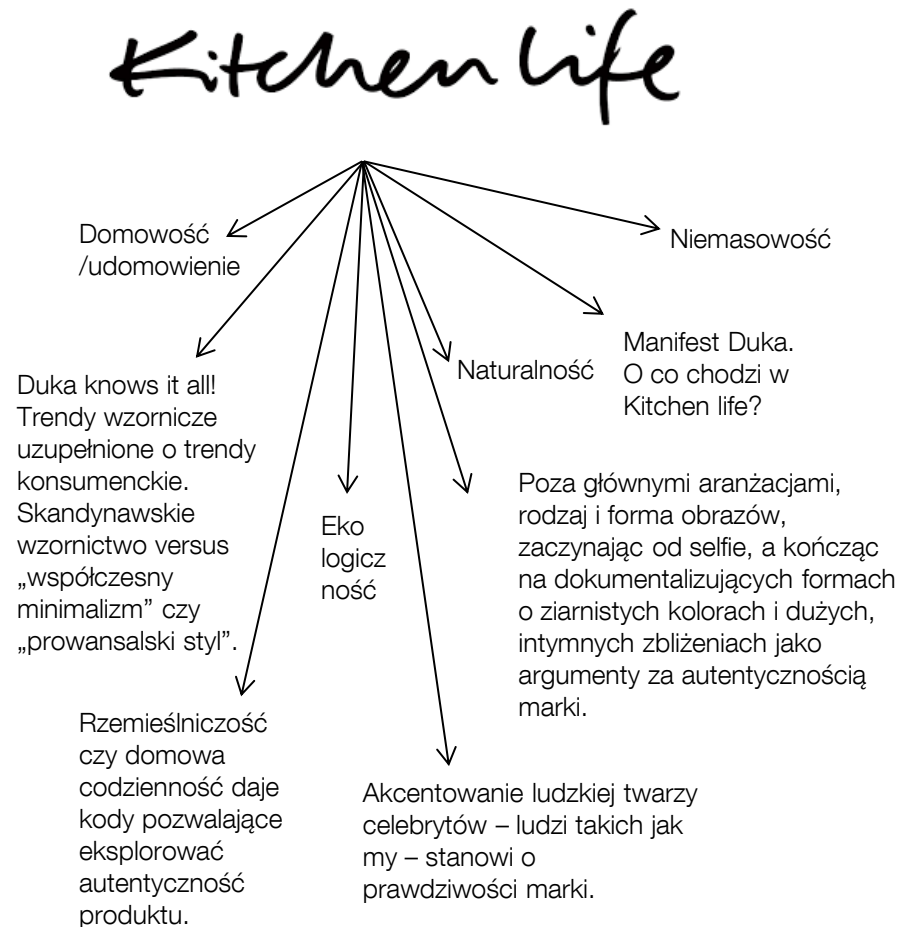 Kitchen life
Domowość
/udomowienie
Niemasowość
Duka knows it all!
Trendy wzornicze
uzupełnione o trendy
konsumenckie.
Skandynawskie
wzornictwo versus
„współczesny
minimalizm” czy
„prowansalski styl”.
Naturalność
Manifest Duka.
O co chodzi w
Kitchen life?
Eko
logicz
ność
Poza głównymi aranżacjami,
rodzaj i forma obrazów,
zaczynając od selfie, a kończąc
na dokumentalizujących formach
o ziarnistych kolorach i dużych,
intymnych zbliżeniach jako
argumenty za autentycznością
marki.
Rzemieślniczość
czy domowa
codzienność daje
kody pozwalające
eksplorować
autentyczność
produktu.
Akcentowanie ludzkiej twarzy
celebrytów – ludzi takich jak
my – stanowi o
prawdziwości marki.